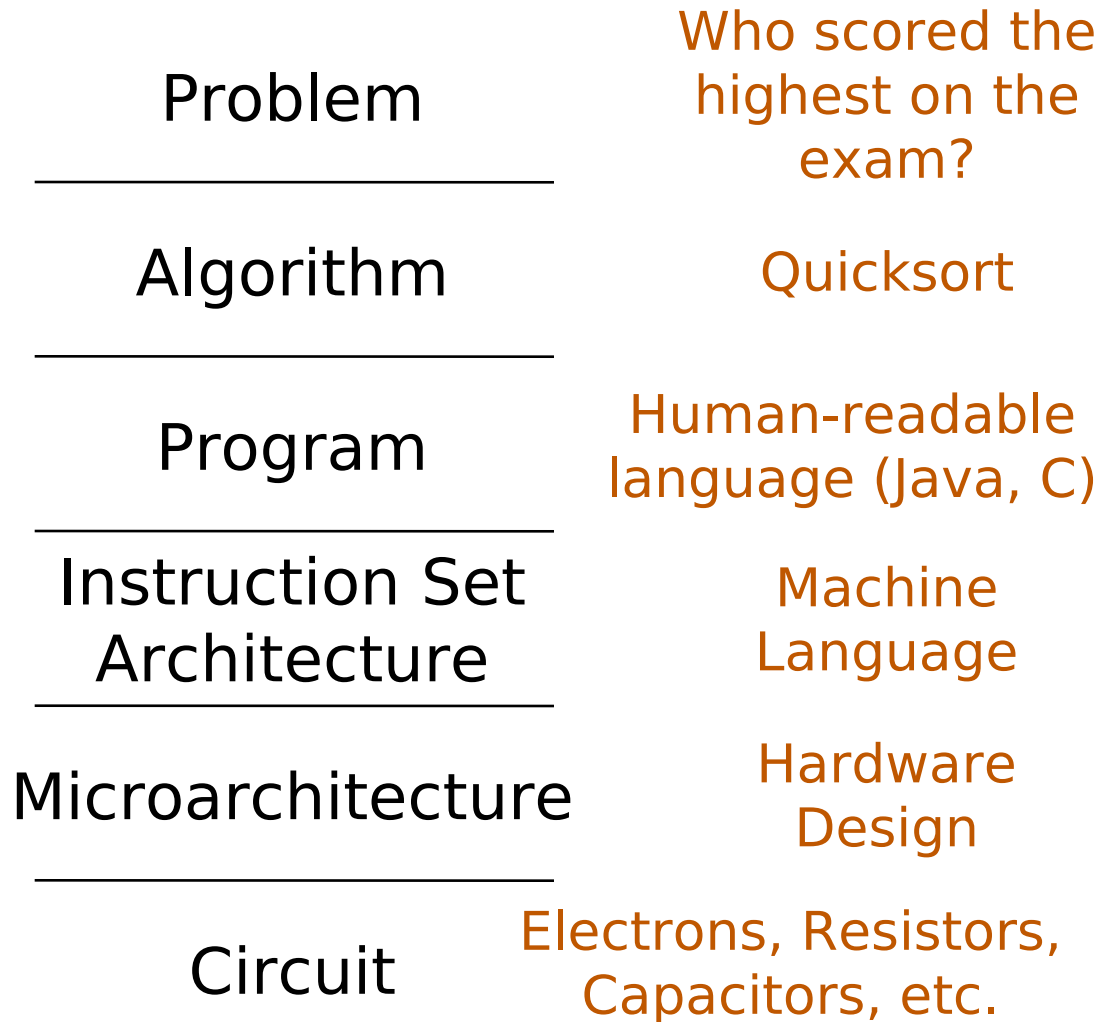 Problem
Who scored the
highest on the
exam?
Algorithm
Quicksort
Program
Human-readable
language (Java, C)
Instruction Set
Architecture
Machine
Language
Microarchitecture
Hardware
Design
Circuit
Electrons, Resistors,
Capacitors, etc.